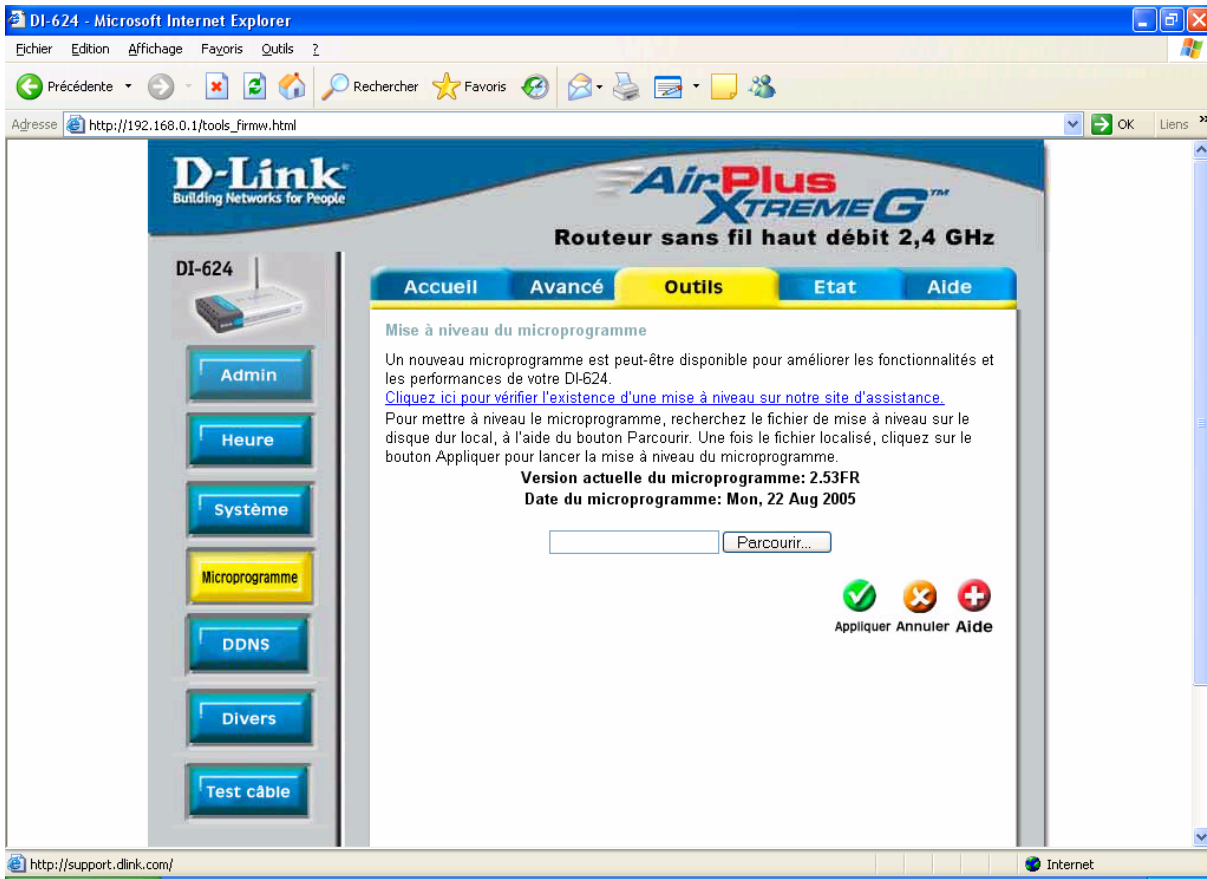 DI-624 - Microsoft Internet Explorer
Fichier Edition Affichage Favoris Outils ?
Précédente Rechercher Favoris
Adresse http://192.168.0.1/tools_firmw.html OK Liens »
D-Link
Building Networks for People
AirPlus
XTREME G™
Routeur sans fil haut débit 2,4 GHz
DI-624
Accueil Avancé Outils Etat Aide
Admin
Heure
Système
Microprogramme
DDNS
Divers
Test câble
Mise à niveau du microprogramme
Un nouveau microprogramme est peut-être disponible pour améliorer les fonctionnalités et
les performances de votre DI-624.
Cliquez ici pour vérifier l'existence d'une mise à niveau sur notre site d'assistance.
Pour mettre à niveau le microprogramme, recherchez le fichier de mise à niveau sur le
disque dur local, à l'aide du bouton Parcourir. Une fois le fichier localisé, cliquez sur le
bouton Appliquer pour lancer la mise à niveau du microprogramme.
Version actuelle du microprogramme: 2.53FR
Date du microprogramme: Mon, 22 Aug 2005
Parcourir...
Appliquer Annuler Aide
http://support.dlink.com/ Internet